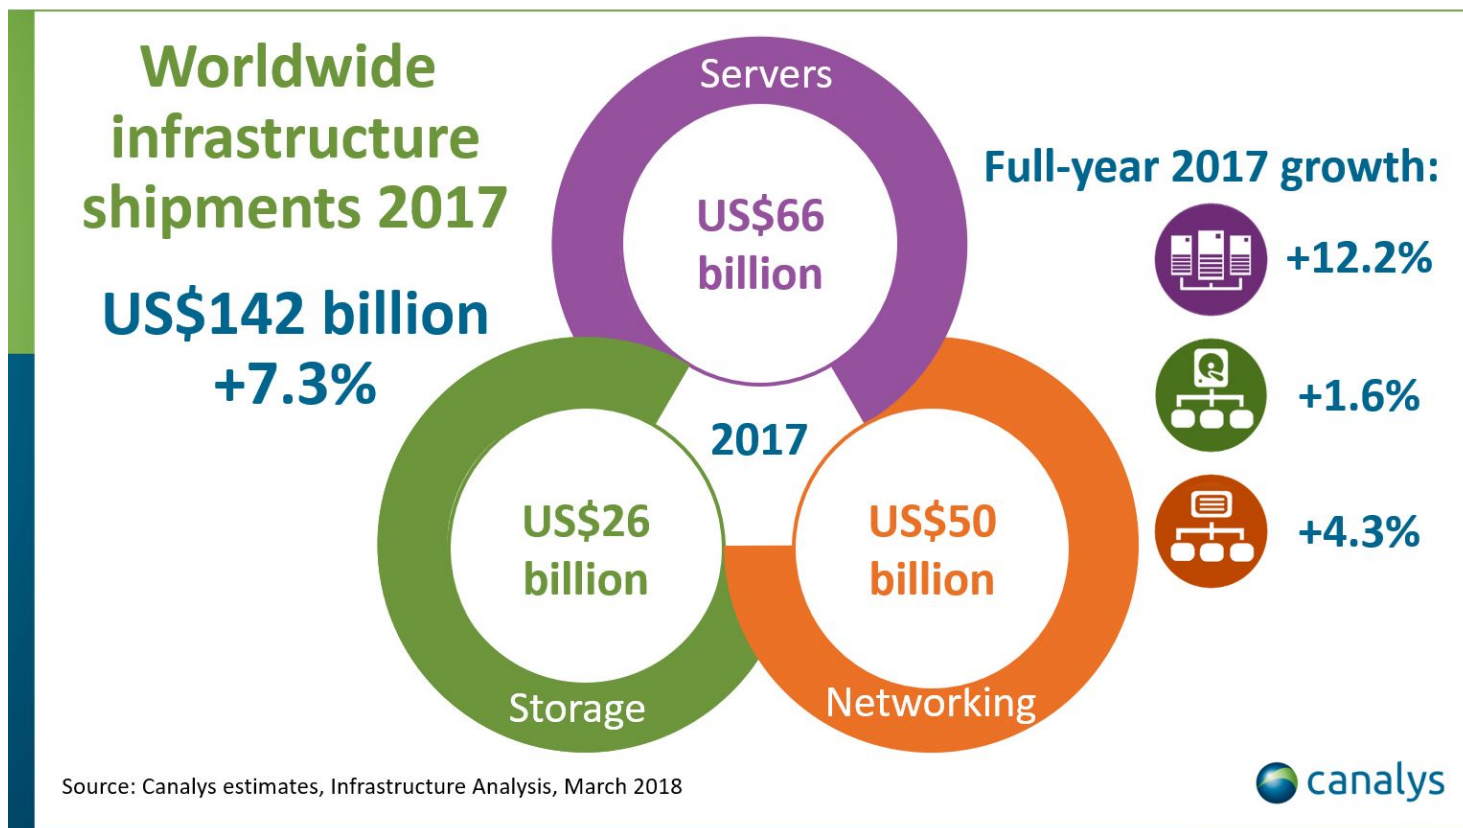 Worldwide
infrastructure
shipments 2017
US$142 billion
+7.3%
Servers
US$66
billion
2017
US$26
billion
Storage
US$50
billion
Networking
Full-year 2017 growth:
+12.2%
+1.6%
+4.3%
Source: Canalys estimates, Infrastructure Analysis, March 2018
canalys